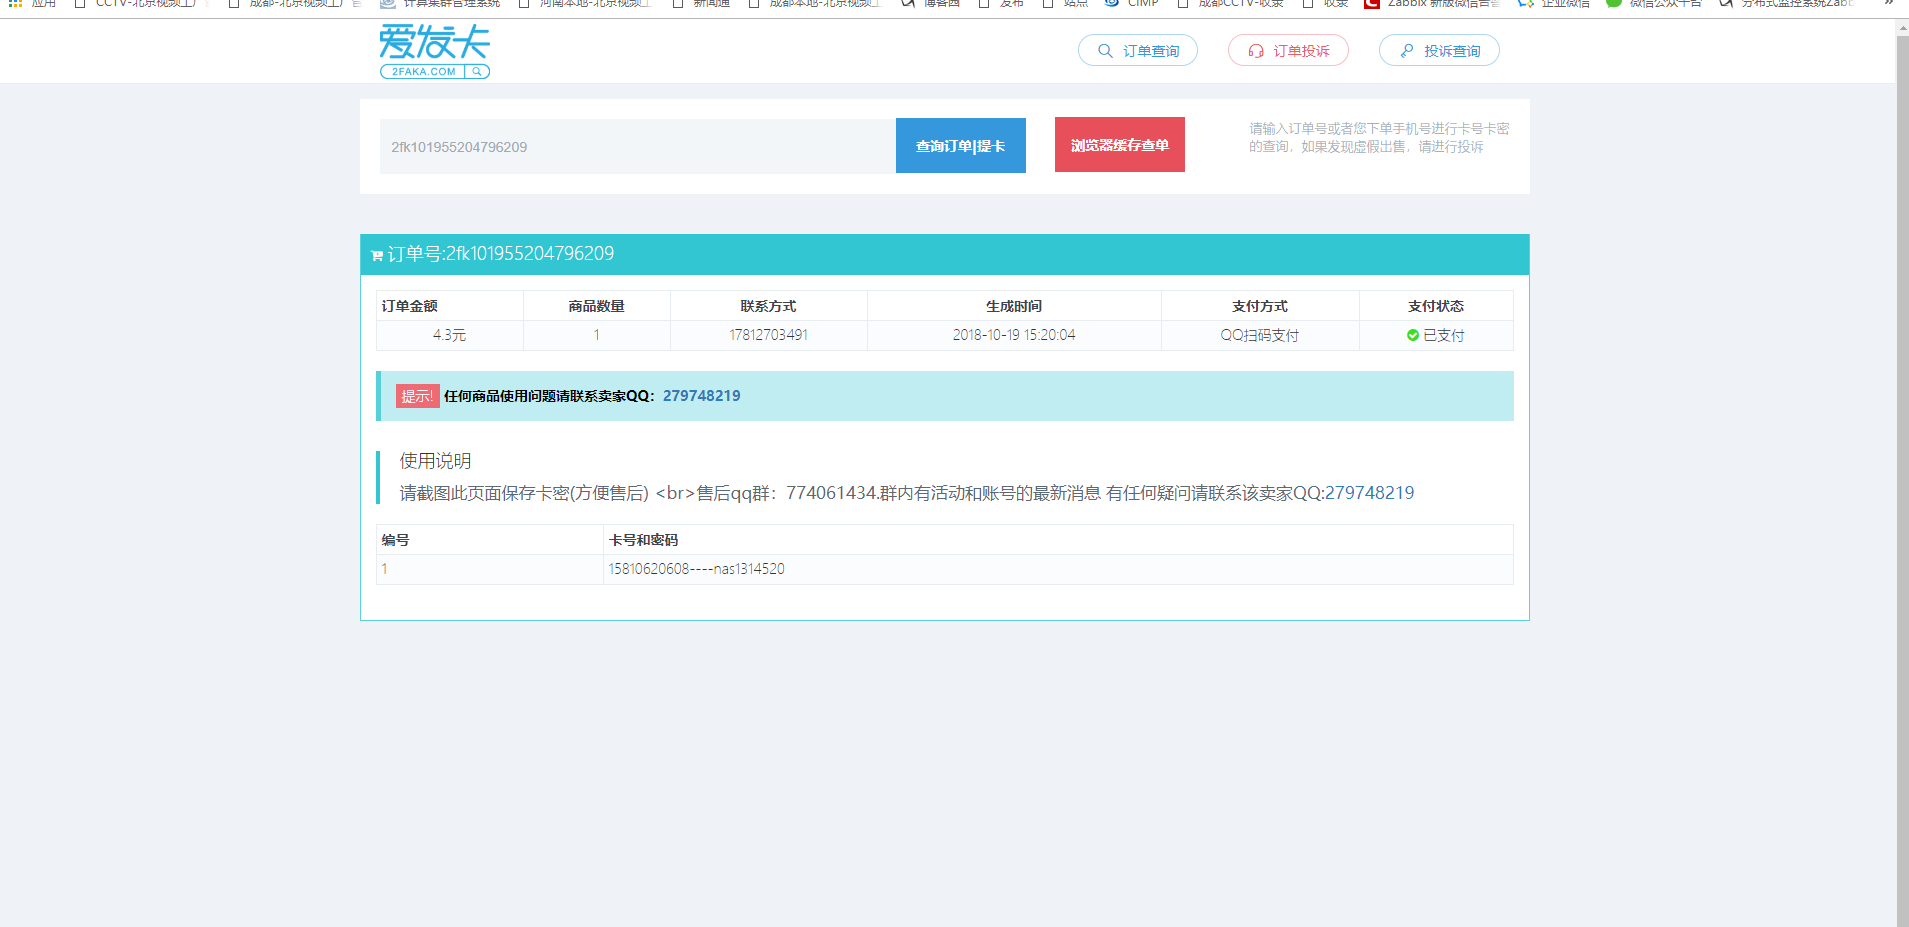 应用 CCTV-北京视频工厂 成都-北京视频工厂 计算集群管理系统 河南本地-北京视频工 新闻通 成都本地-北京视频工 博客园 发布 站点 CIMP 成都CCTV-收录 收录 Zabbix 新版微信告警 企业微信 微信公众平台 分布式监控系统Zabb »
爱发卡
2FAKA.COM
订单查询 订单投诉 投诉查询
2fk101955204796209 查询订单|提卡 浏览器缓存查单
请输入订单号或者您下单手机号进行卡号卡密
的查询，如果发现虚假出售，请进行投诉
订单号:2fk101955204796209
订单金额 商品数量 联系方式 生成时间 支付方式 支付状态
4.3元 1 17812703491 2018-10-19 15:20:04 QQ扫码支付 已支付
提示! 任何商品使用问题请联系卖家QQ：279748219
使用说明
请截图此页面保存卡密(方便售后) <br>售后qq群：774061434.群内有活动和账号的最新消息 有任何疑问请联系该卖家QQ:279748219
编号 卡号和密码
1 15810620608----nas1314520